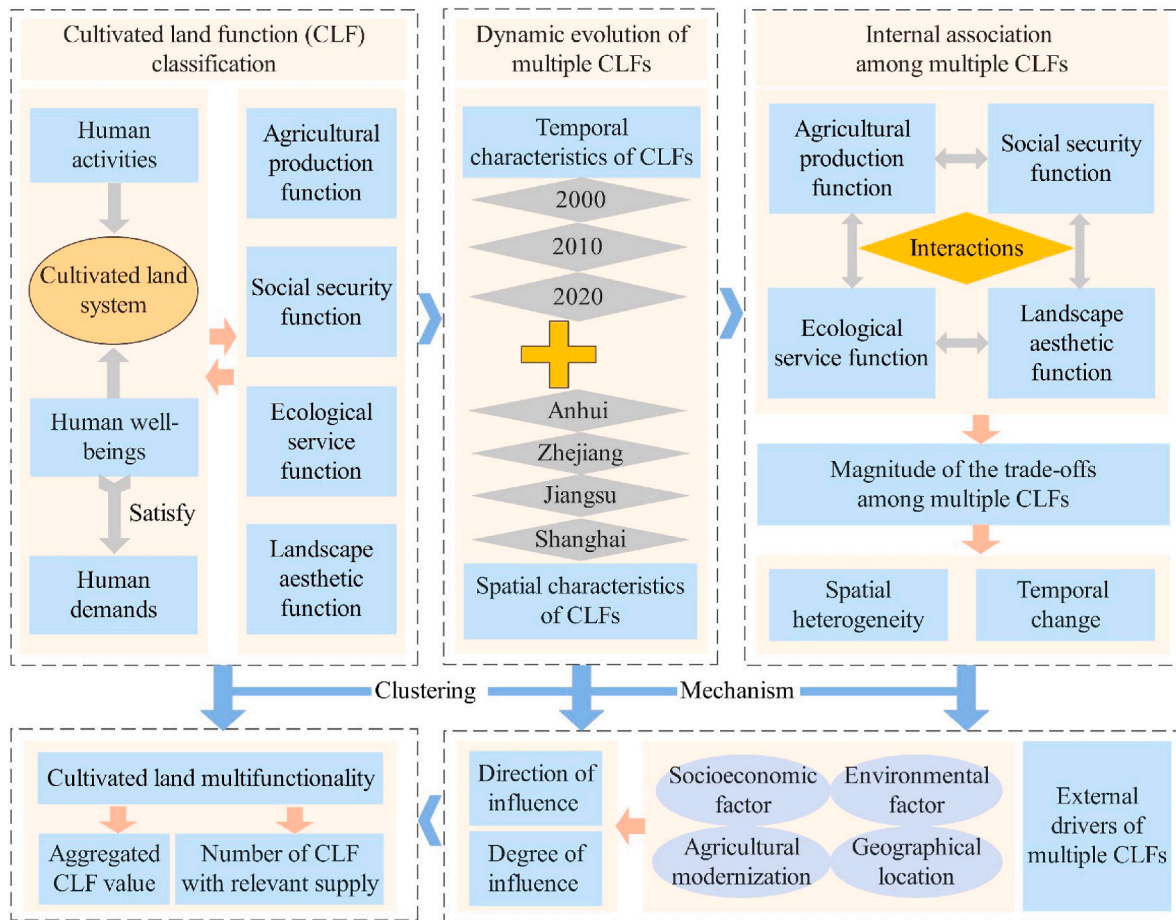 Cultivated land function (CLF)
classification
Human
activities
Cultivated land
system
Human well-
beings
Satisfy
Human
demands
Agricultural
production
function
Social security
function
Ecological
service
function
Landscape
aesthetic
function
Dynamic evolution of
multiple CLFs
Temporal
characteristics of CLFs
2000
2010
2020
Anhui
Zhejiang
Jiangsu
Shanghai
Spatial characteristics
of CLFs
Internal association
among multiple CLFs
Agricultural
production
function
Social security
function
Interactions
Ecological
service function
Landscape
aesthetic function
Magnitude of the trade-offs
among multiple CLFs
Spatial
heterogeneity
Temporal
change
Clustering
Mechanism
Cultivated land multifunctionality
Aggregated
CLF value
Number of CLF
with relevant supply
Direction of
influence
Degree of
influence
Socioeconomic
factor
Environmental
factor
Agricultural
modernization
Geographical
location
External
drivers of
multiple CLFs